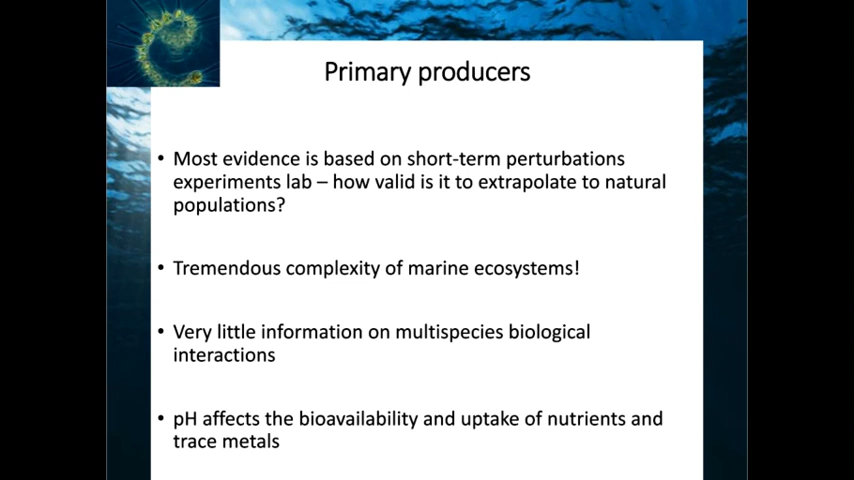 Primary producers
• Most evidence is based on short-term perturbations
experiments lab – how valid is it to extrapolate to natural
populations?
• Tremendous complexity of marine ecosystems!
• Very little information on multispecies biological
interactions
• pH affects the bioavailability and uptake of nutrients and
trace metals